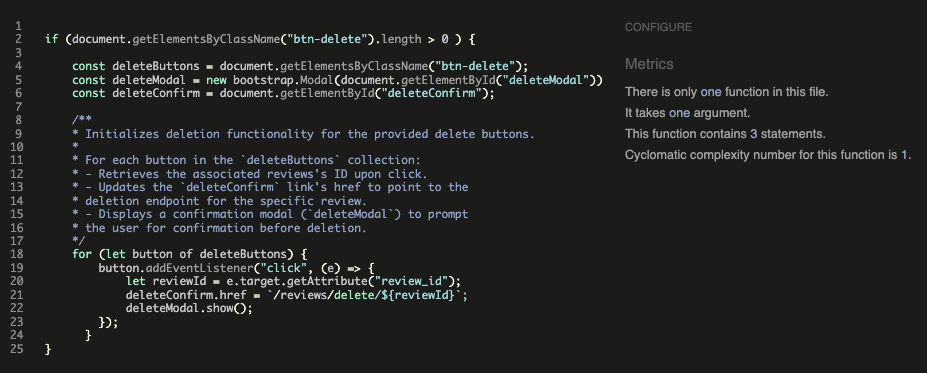 1
2 if (document.getElementsByClassName("btn-delete").length > 0 ) {
3
4 const deleteButtons = document.getElementsByClassName("btn-delete");
5 const deleteModal = new bootstrap.Modal(document.getElementById("deleteModal"))
6 const deleteConfirm = document.getElementById("deleteConfirm");
7
8 /**
9 * Initializes deletion functionality for the provided delete buttons.
10 *
11 * For each button in the `deleteButtons` collection:
12 * - Retrieves the associated reviews's ID upon click.
13 * - Updates the `deleteConfirm` link's href to point to the
14 * deletion endpoint for the specific review.
15 * - Displays a confirmation modal (`deleteModal`) to prompt
16 * the user for confirmation before deletion.
17 */
18 for (let button of deleteButtons) {
19 button.addEventListener("click", (e) => {
20 let reviewId = e.target.getAttribute("review_id");
21 deleteConfirm.href = `/reviews/delete/${reviewId}`;
22 deleteModal.show();
23 });
24 }
25 }
CONFIGURE
Metrics
There is only one function in this file.
It takes one argument.
This function contains 3 statements.
Cyclomatic complexity number for this function is 1.